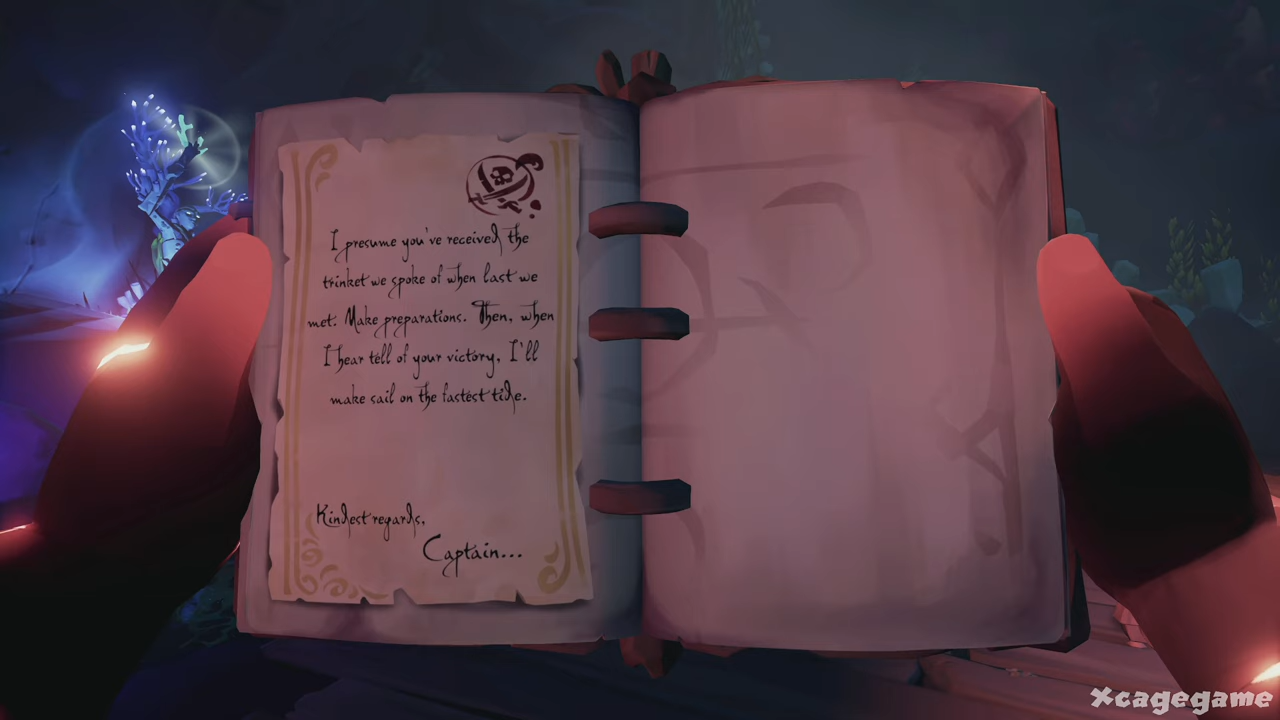 I presume you've received the
trinket we spoke of when last we
met. Make preparations. Then, when
I hear tell of your victory, I'll
make sail on the fastest tide.
Kindest regards,
Captain...
Xcagegame